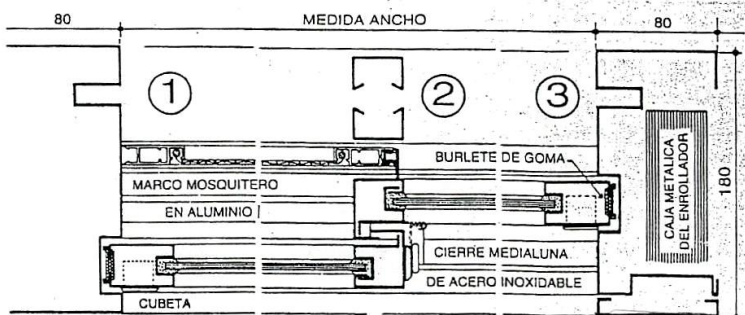 80
MEDIDA ANCHO
80
1
2
3
BURLETE DE GOMA
MARCO MOSQUITERO
EN ALUMINIO
CAJA METALICA
DEL ENROLLADOR
180
CIERRE MEDIALUNA
DE ACERO INOXIDABLE
CUBETA